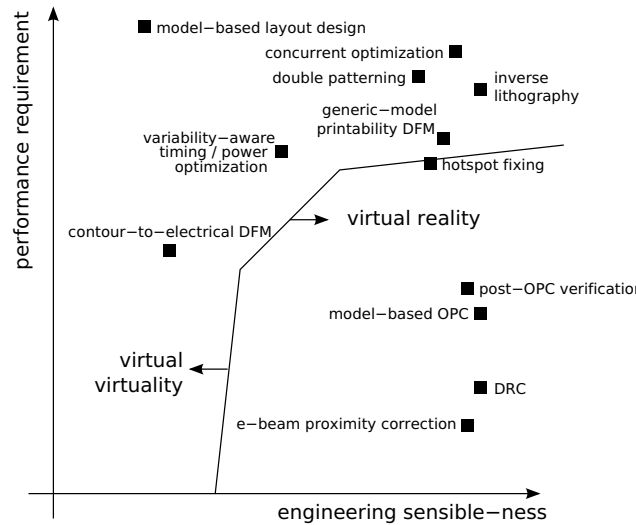 model−based layout design
concurrent optimization
double patterning
inverse
lithography
generic−model
printability DFM
variability−aware
timing / power
optimization
hotspot fixing
virtual reality
contour−to−electrical DFM
post−OPC verification
model−based OPC
virtual
virtuality
DRC
e−beam proximity correction
performance requirement
engineering sensible−ness